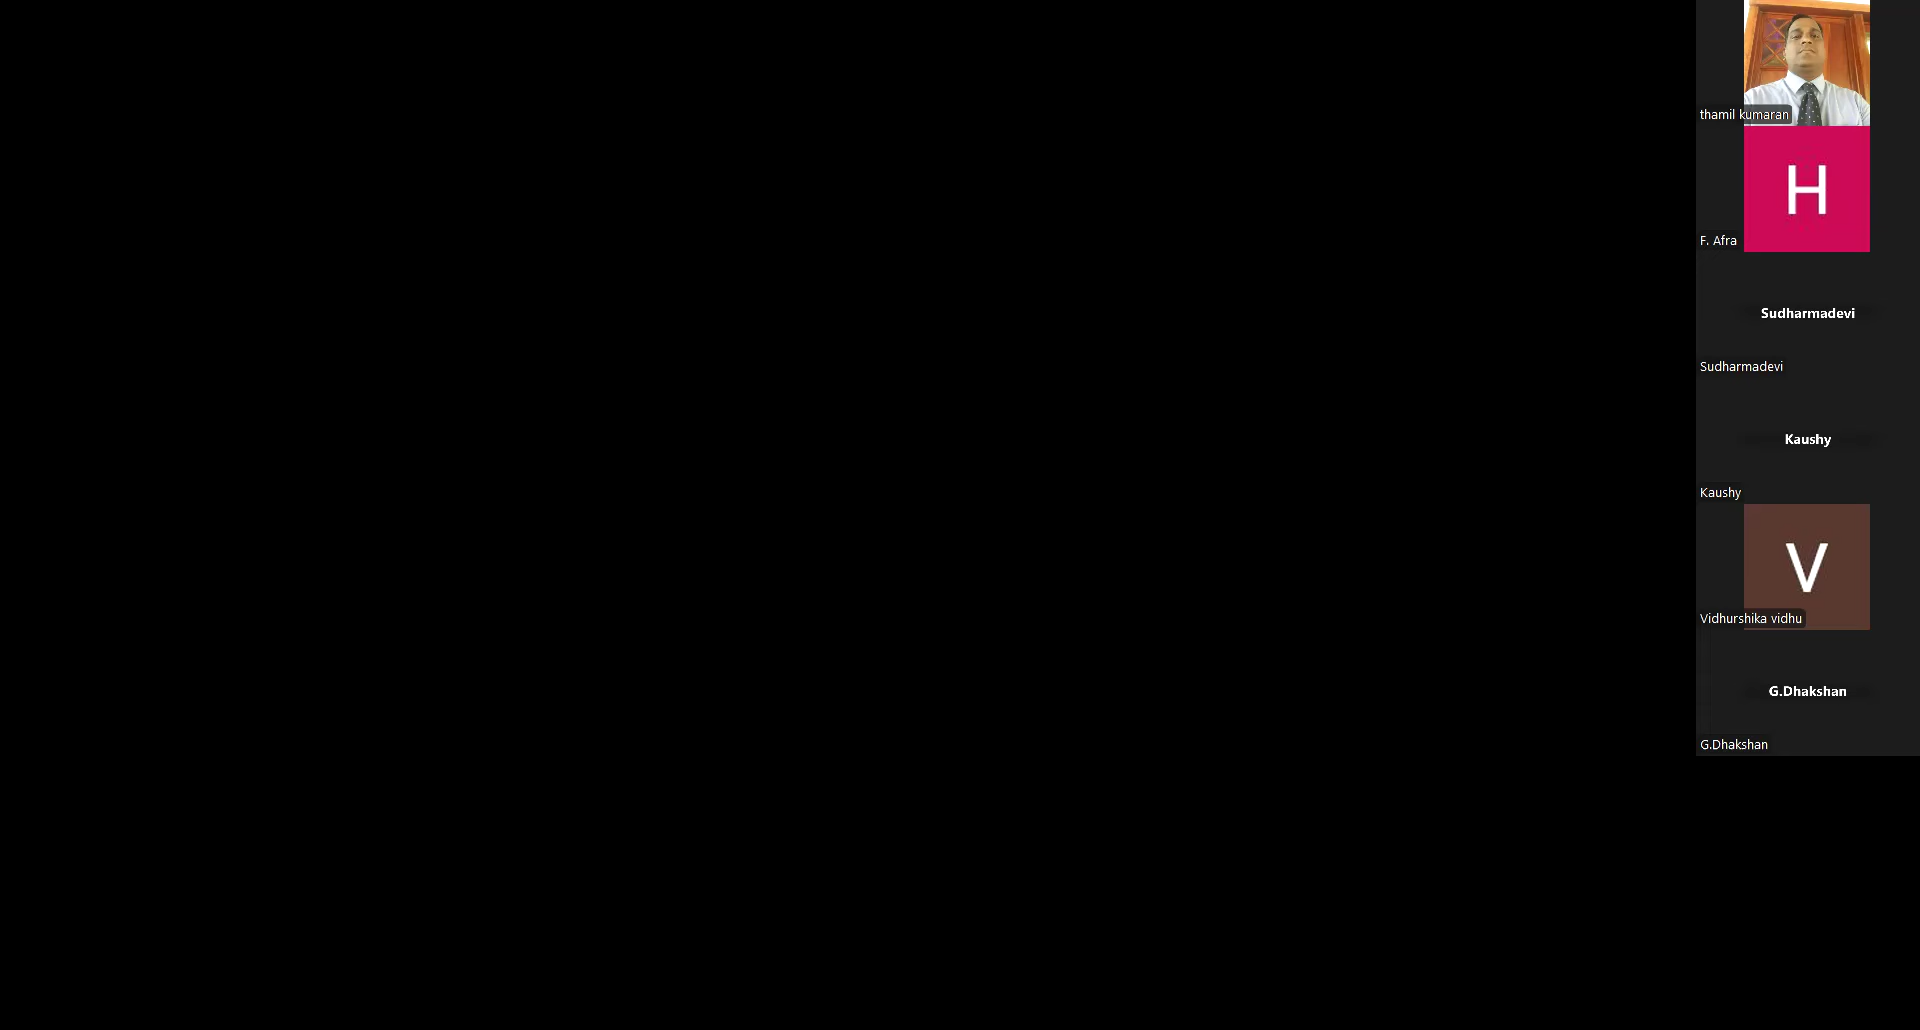 thamil kumaran
H
F. Afra
Sudharmadevi
Sudharmadevi
Kaushy
Kaushy
V
Vidhurshika vidhu
G.Dhakshan
G.Dhakshan